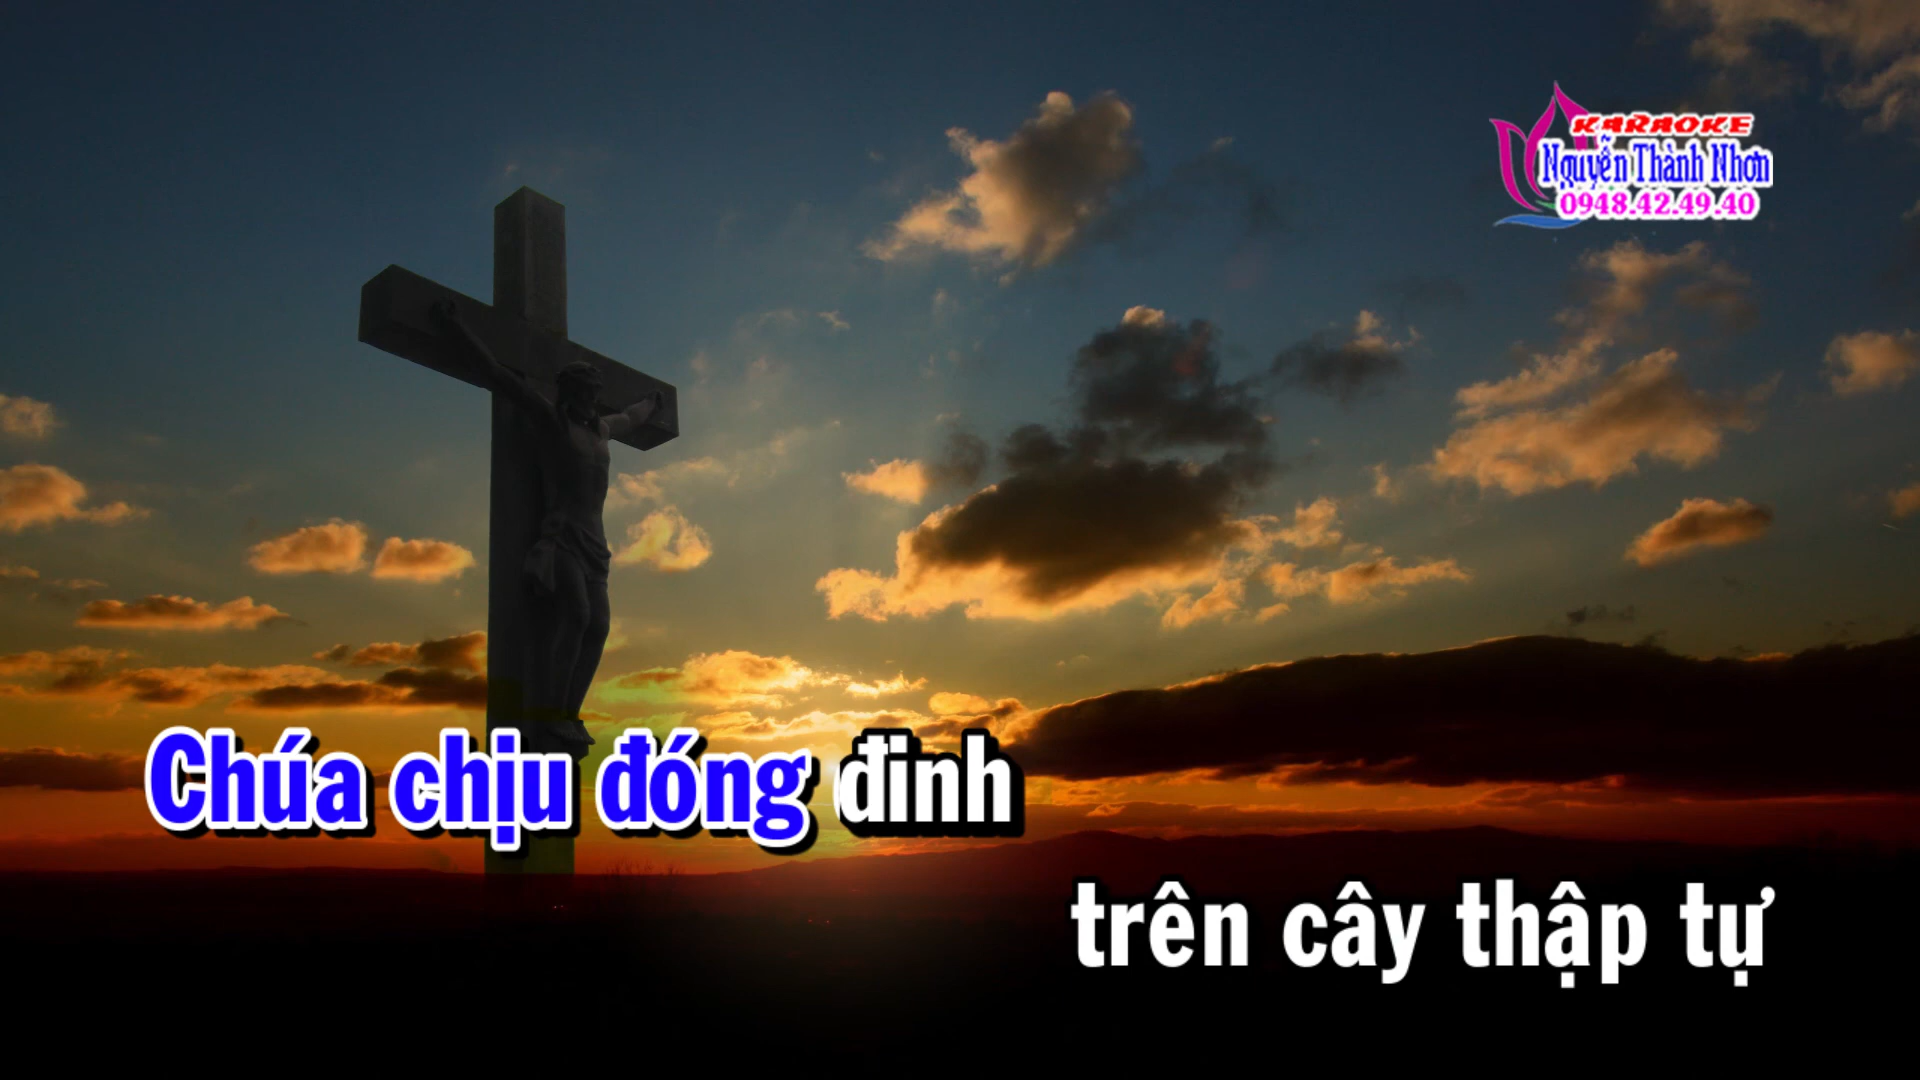 KARAOKE
Nguyễn Thành Nhơn
0948.42.49.40
Chúa chịu đóng đinh
trên cây thập tự